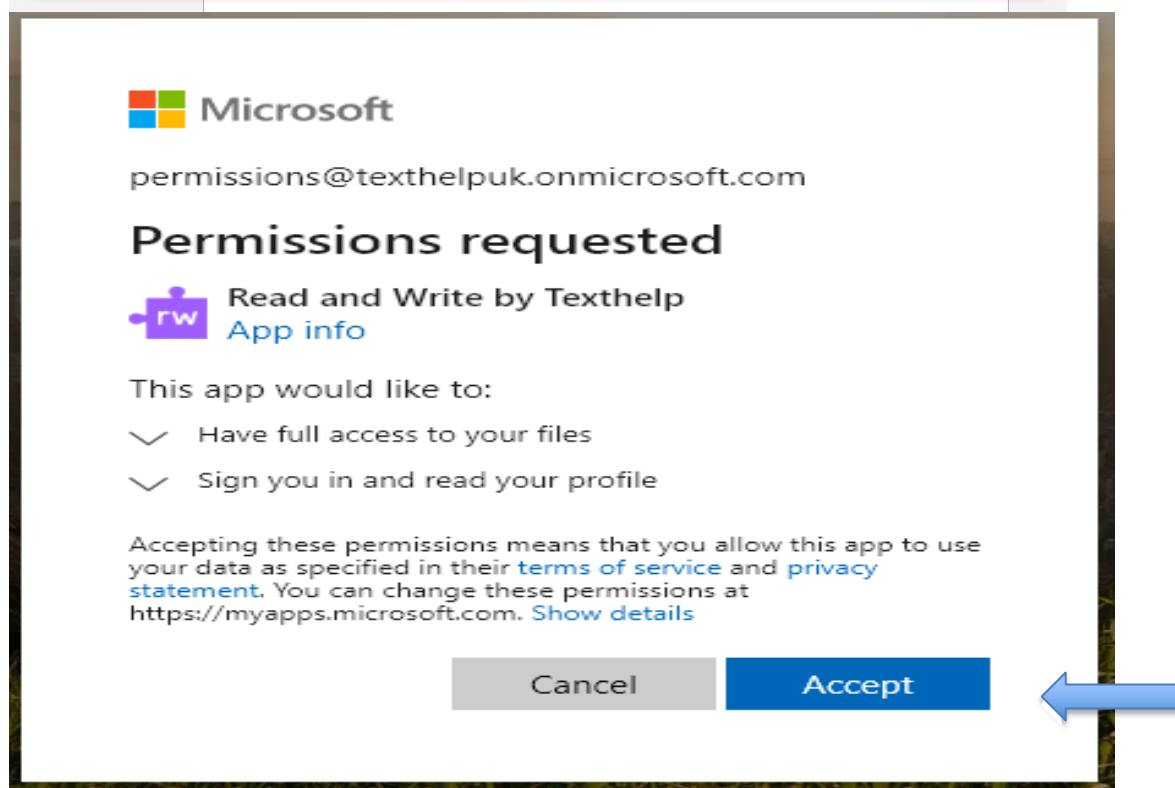 Microsoft
permissions@texthelpuk.onmicrosoft.com
Permissions requested
rw
Read and Write by Texthelp
App info
This app would like to:
Have full access to your files
Sign you in and read your profile
Accepting these permissions means that you allow this app to use
your data as specified in their terms of service and privacy
statement. You can change these permissions at
https://myapps.microsoft.com. Show details
Cancel
Accept